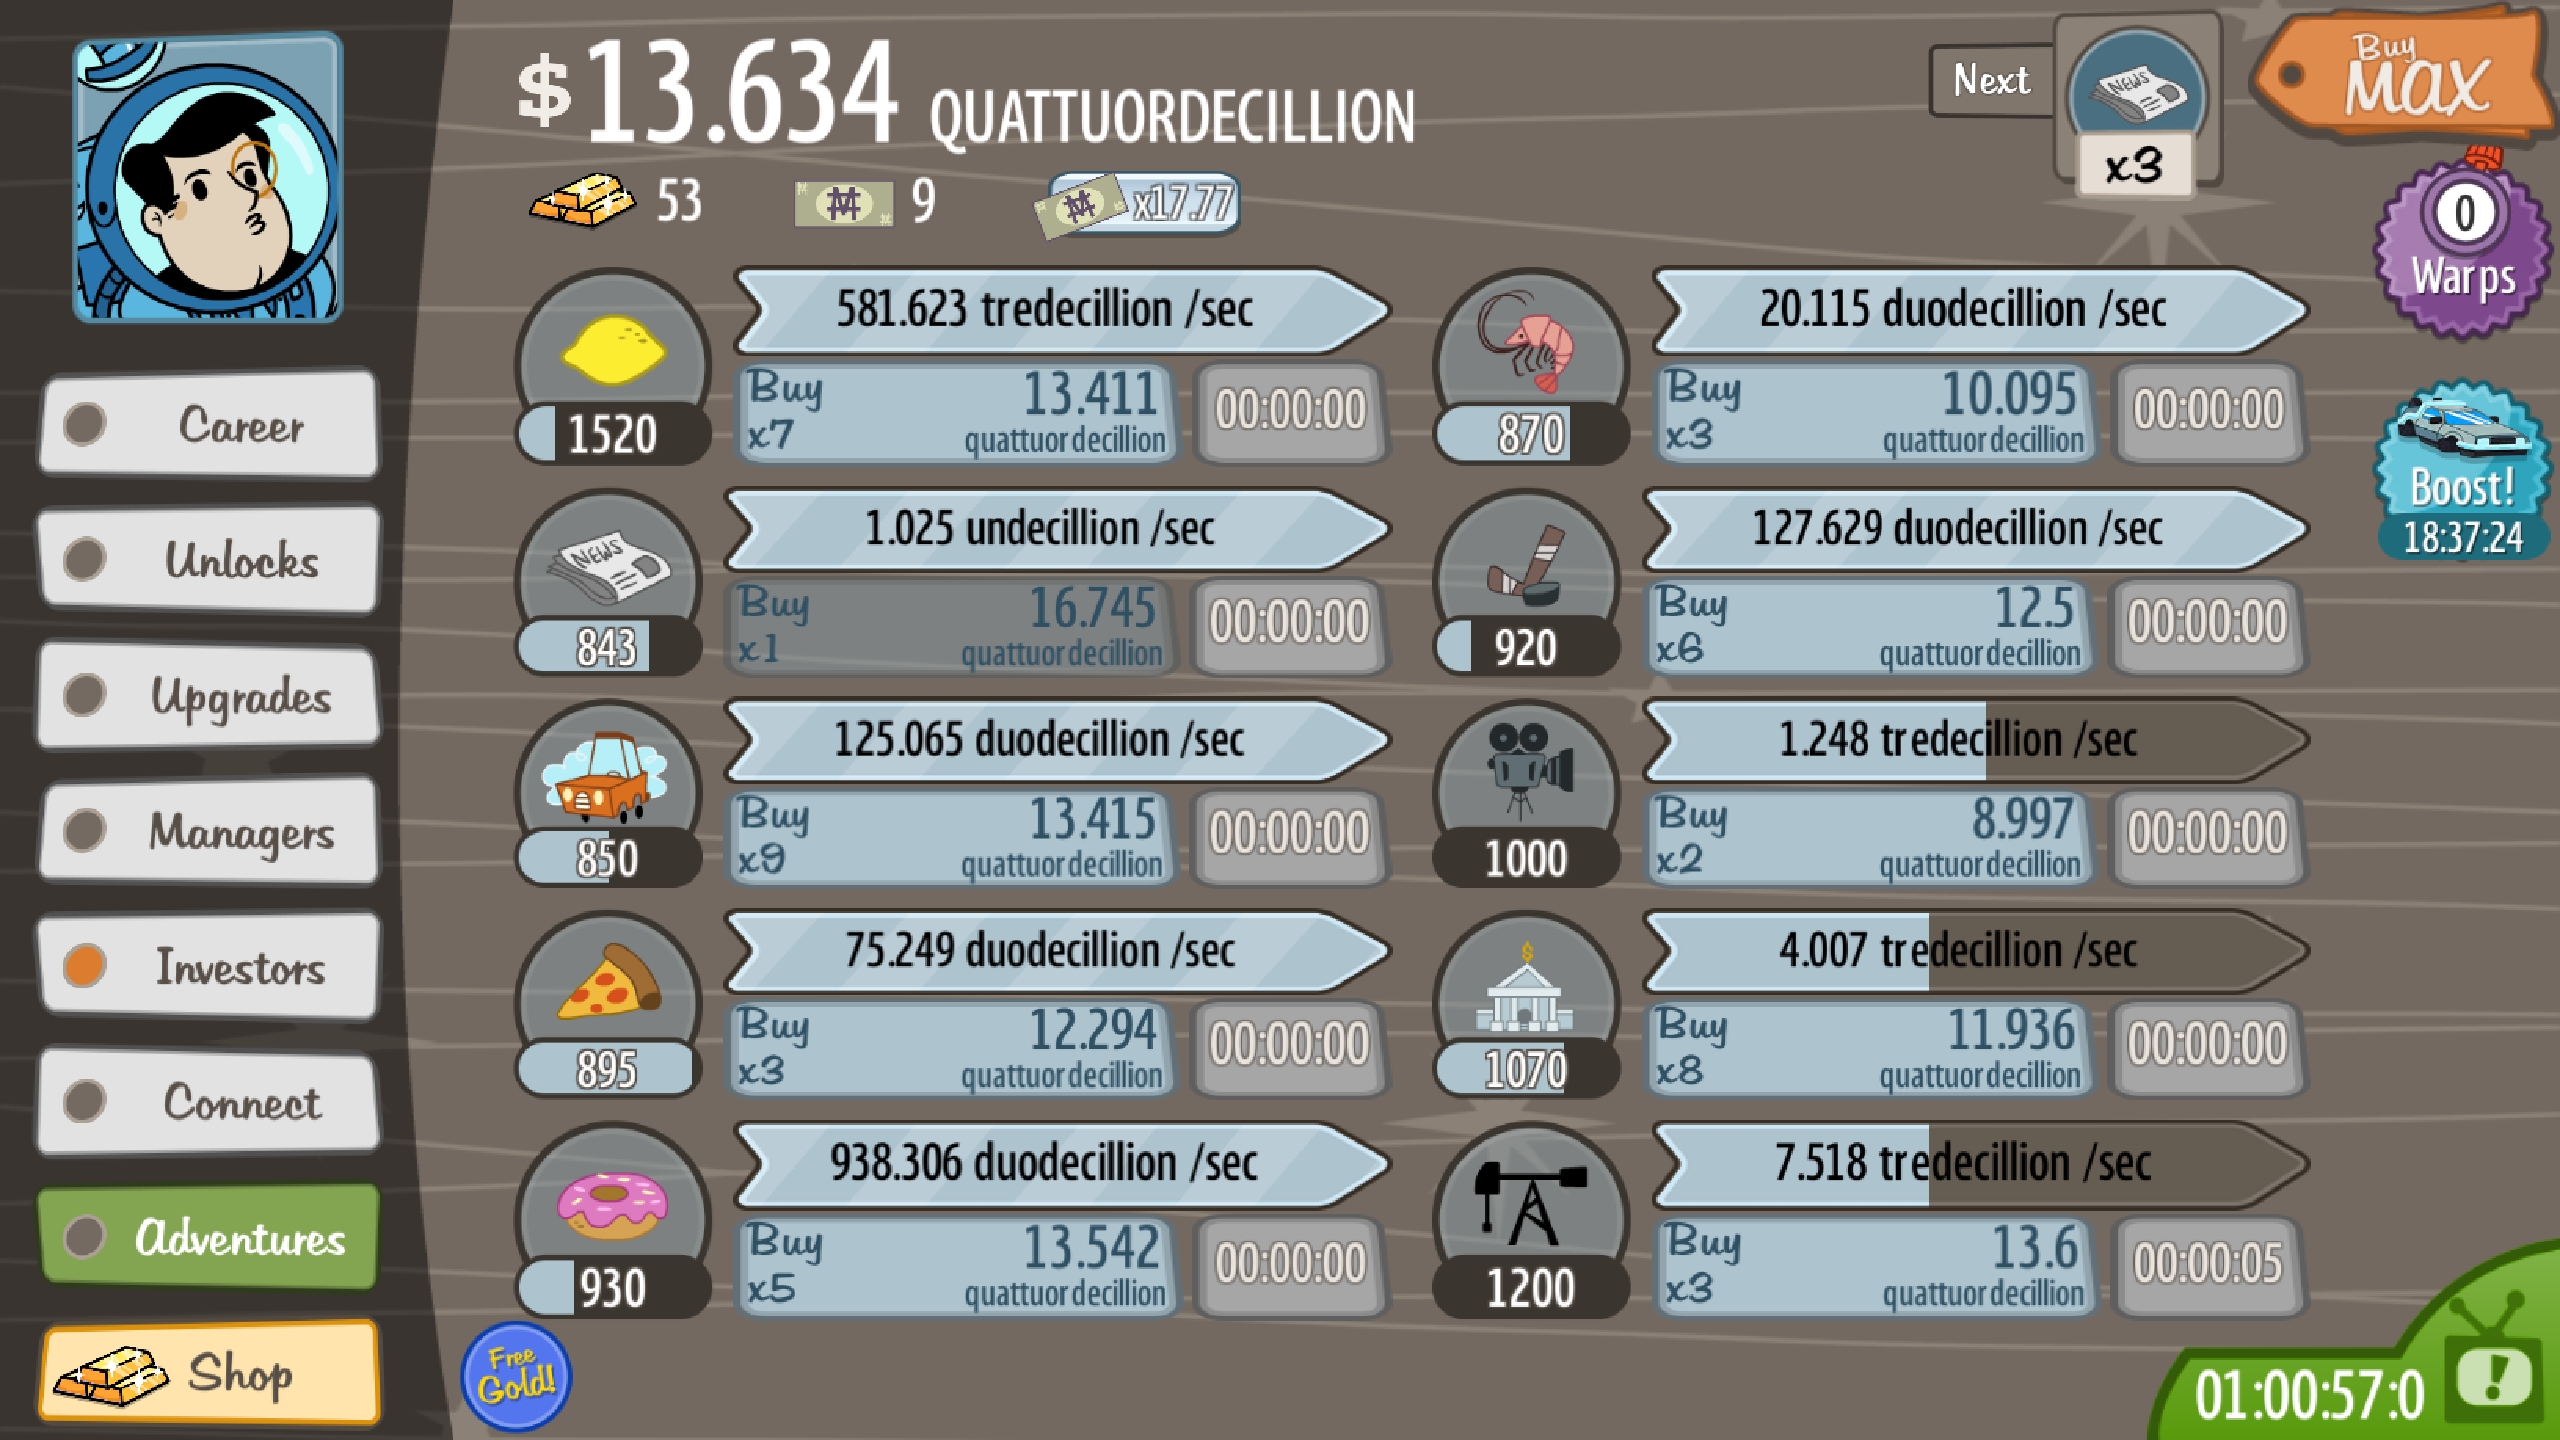 $13.634 QUATTUORDECILLION
Next
x3
Buy
MAX
53
9
x17.77
0
Warps
Boost!
18:37:24
Career
Unlocks
Upgrades
Managers
Investors
Connect
Adventures
Shop
581.623 tredecillion /sec
1520
Buy
x7
13.411
quattuordecillion
00:00:00
NEWS
1.025 undecillion /sec
843
Buy
x1
16.745
quattuordecillion
00:00:00
125.065 duodecillion /sec
850
Buy
x9
13.415
quattuordecillion
00:00:00
75.249 duodecillion /sec
895
Buy
x3
12.294
quattuordecillion
00:00:00
938.306 duodecillion /sec
930
Buy
x5
13.542
quattuordecillion
00:00:00
20.115 duodecillion /sec
870
Buy
x3
10.095
quattuordecillion
00:00:00
127.629 duodecillion /sec
920
Buy
x6
12.5
quattuordecillion
00:00:00
1.248 tredecillion /sec
1000
Buy
x2
8.997
quattuordecillion
00:00:00
4.007 tredecillion /sec
1070
Buy
x8
11.936
quattuordecillion
00:00:00
7.518 tredecillion /sec
1200
Buy
x3
13.6
quattuordecillion
00:00:05
Free
Gold!
01:00:57:0
NEWS